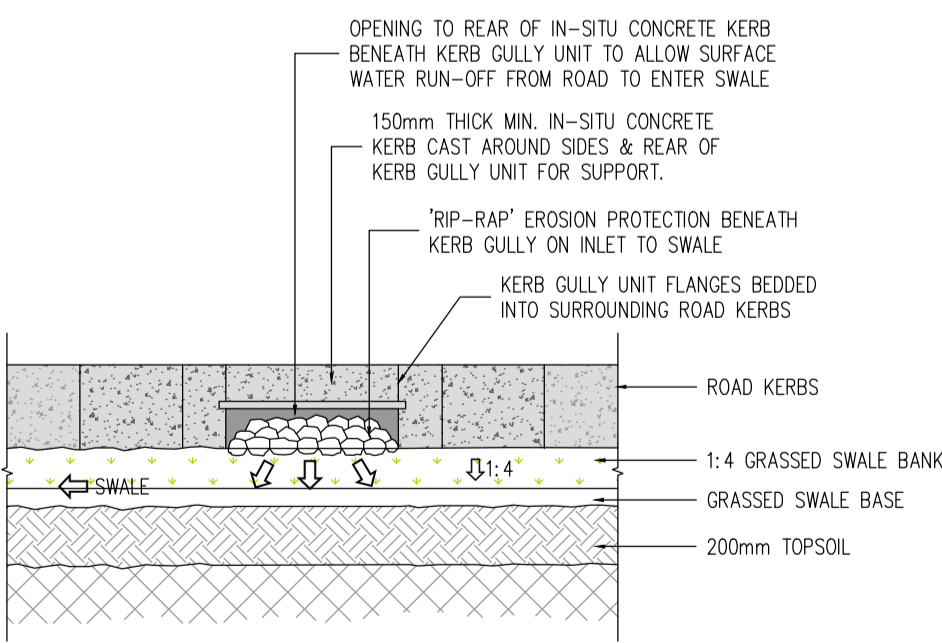 OPENING TO REAR OF IN-SITU CONCRETE KERB
BENEATH KERB GULLY UNIT TO ALLOW SURFACE
WATER RUN-OFF FROM ROAD TO ENTER SWALE
150mm THICK MIN. IN-SITU CONCRETE
KERB CAST AROUND SIDES & REAR OF
KERB GULLY UNIT FOR SUPPORT.
'RIP-RAP' EROSION PROTECTION BENEATH
KERB GULLY ON INLET TO SWALE
KERB GULLY UNIT FLANGES BEDDED
INTO SURROUNDING ROAD KERBS
ROAD KERBS
1:4 GRASSED SWALE BANK
1:4
SWALE
GRASSED SWALE BASE
200mm TOPSOIL